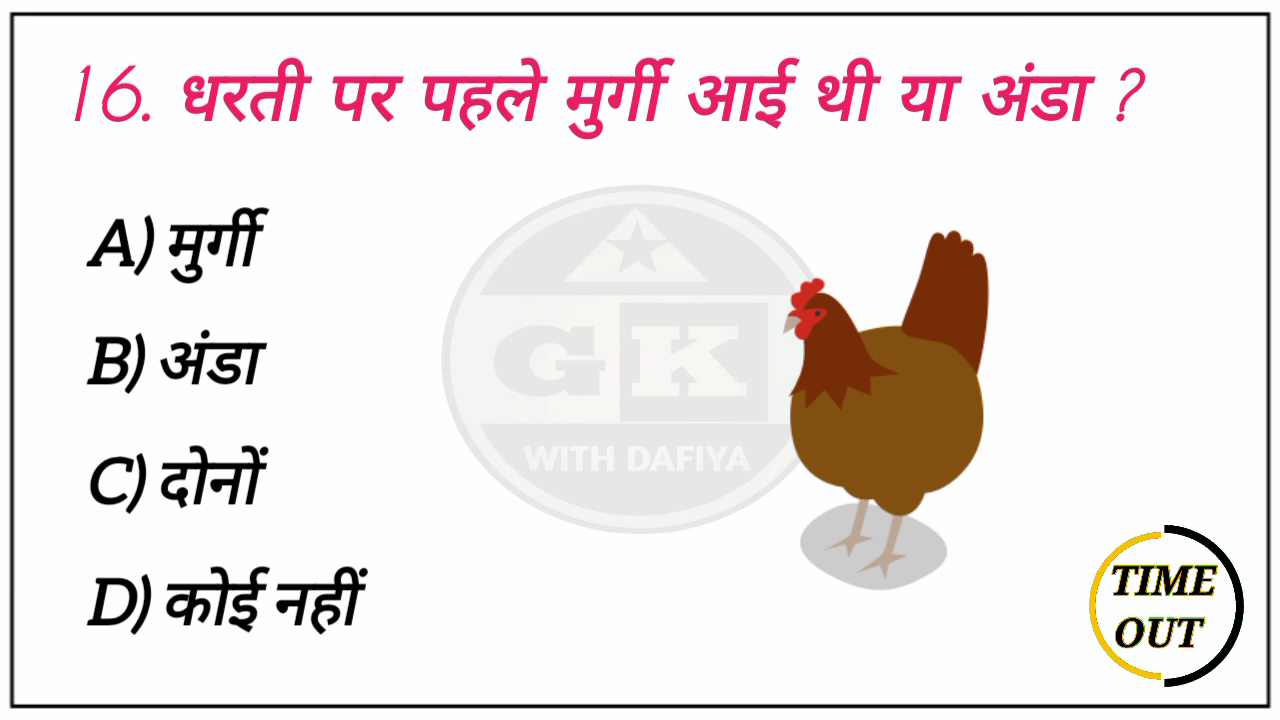 16. धरती पर पहले मुर्गी आई थी या अंडा ?
A) मुर्गी
B) अंडा
C) दोनों
D) कोई नहीं
GK
WITH DAFIYA
TIME
OUT